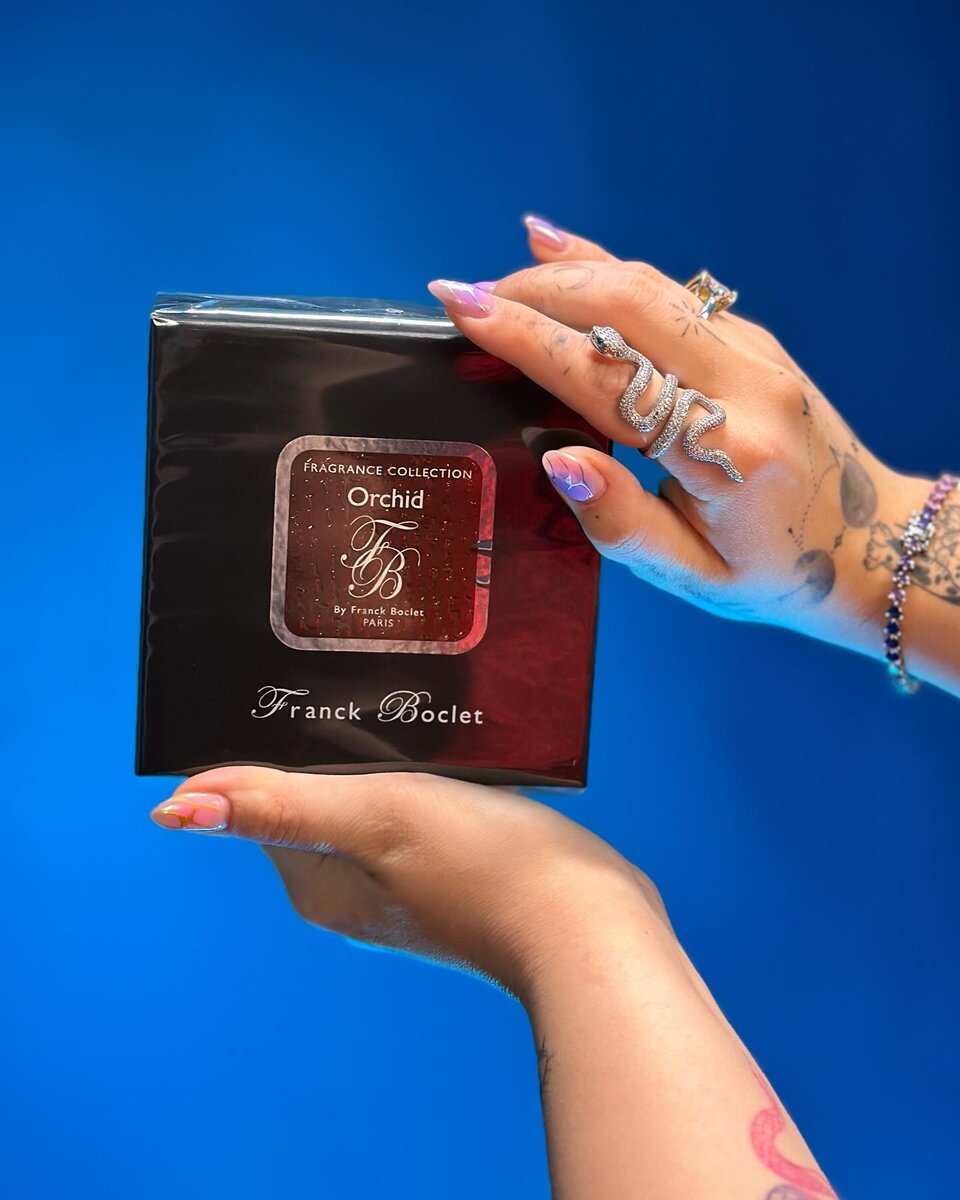 FRAGRANCE COLLECTION
Orchid
FB
By Franck Boclet
PARIS
Franck Boclet